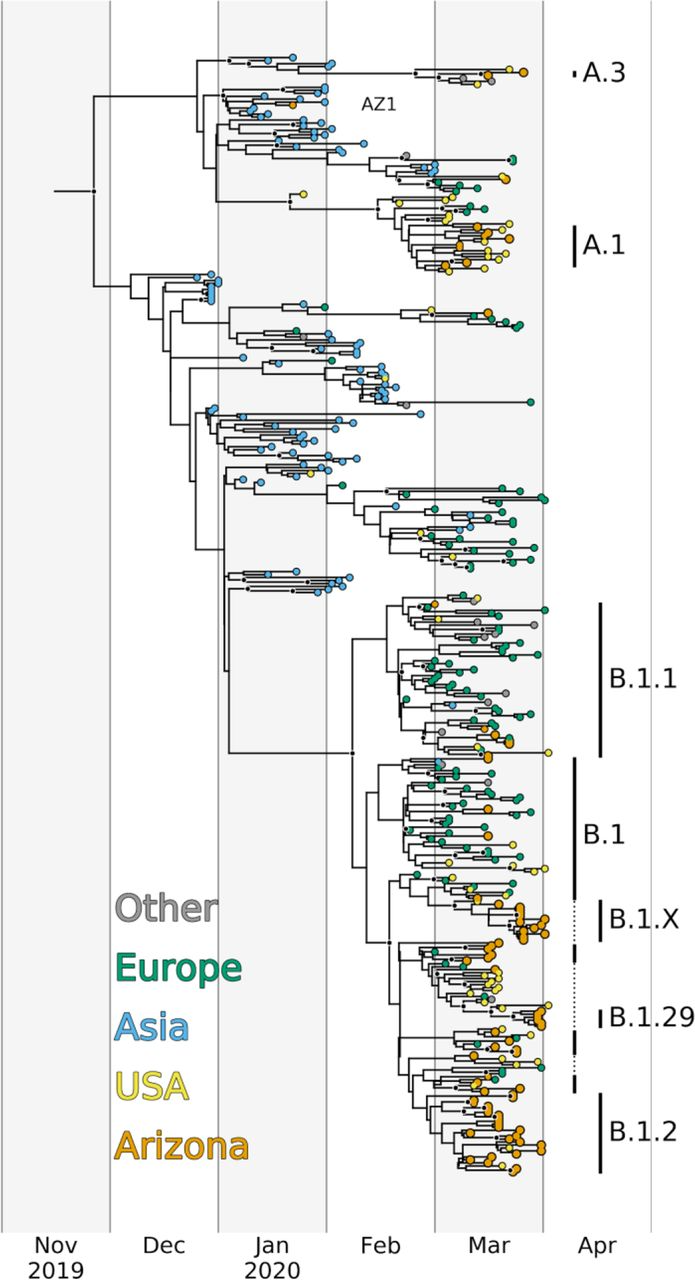 A.3
AZ1
A.1
B.1.1
B.1
Other
B.1.X
Europe
B.1.29
Asia
USA
B.1.2
Arizona
Nov Dec Jan Feb Mar Apr
2019 2020